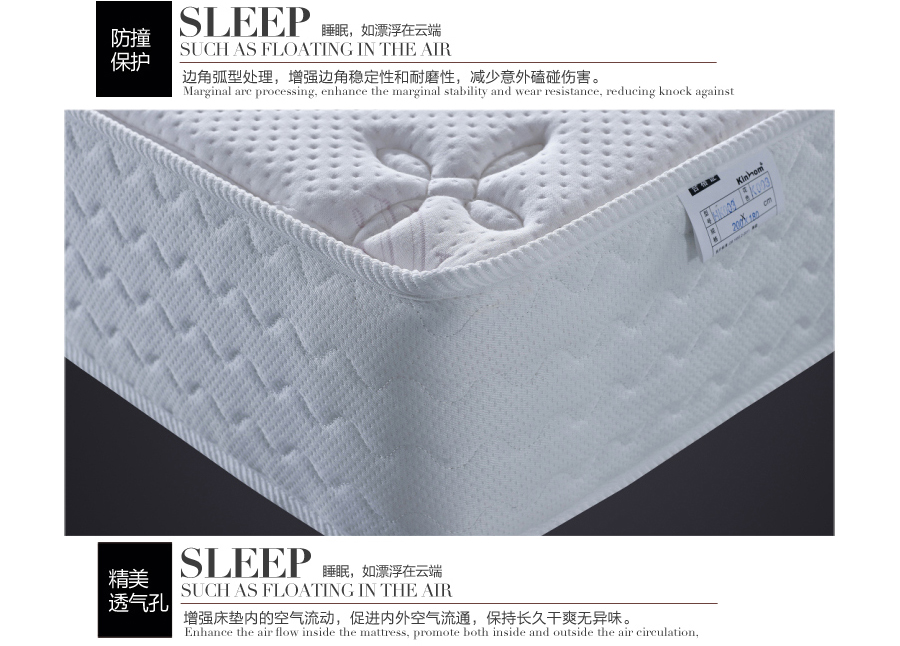 防撞
保护
SLEEP 睡眠，如漂浮在云端
SUCH AS FLOATING IN THE AIR
边角弧型处理，增强边角稳定性和耐磨性，减少意外磕碰伤害。
Marginal arc processing, enhance the marginal stability and wear resistance, reducing knock against
Kinhom
cm
精美
透气孔
SLEEP 睡眠，如漂浮在云端
SUCH AS FLOATING IN THE AIR
增强床垫内的空气流动，促进内外空气流通，保持长久干爽无异味。
Enhance the air flow inside the mattress, promote both inside and outside the air circulation,